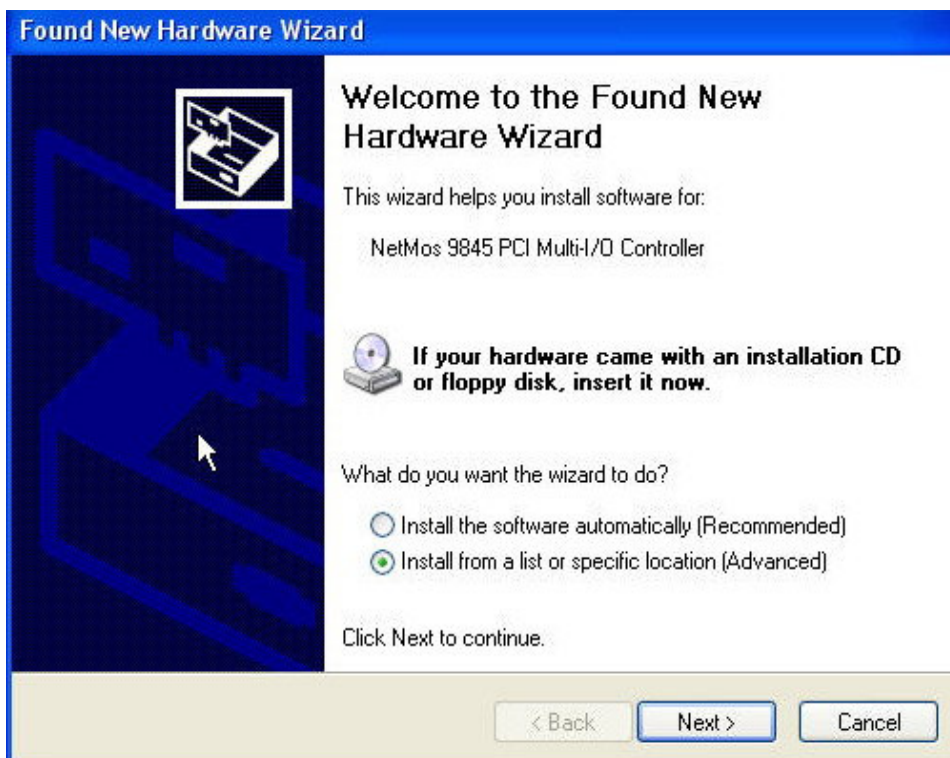 Found New Hardware Wizard
Welcome to the Found New
Hardware Wizard
This wizard helps you install software for:
NetMos 9845 PCI Multi-I/O Controller
If your hardware came with an installation CD
or floppy disk, insert it now.
What do you want the wizard to do?
Install the software automatically (Recommended)
Install from a list or specific location (Advanced)
Click Next to continue.
< Back Next > Cancel